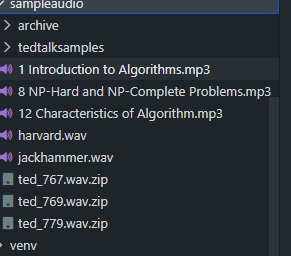 sampleaudio
archive
tedtalksamples
1 Introduction to Algorithms.mp3
8 NP-Hard and NP-Complete Problems.mp3
12 Characteristics of Algorithm.mp3
harvard.wav
jackhammer.wav
ted_767.wav.zip
ted_769.wav.zip
ted_779.wav.zip
venv